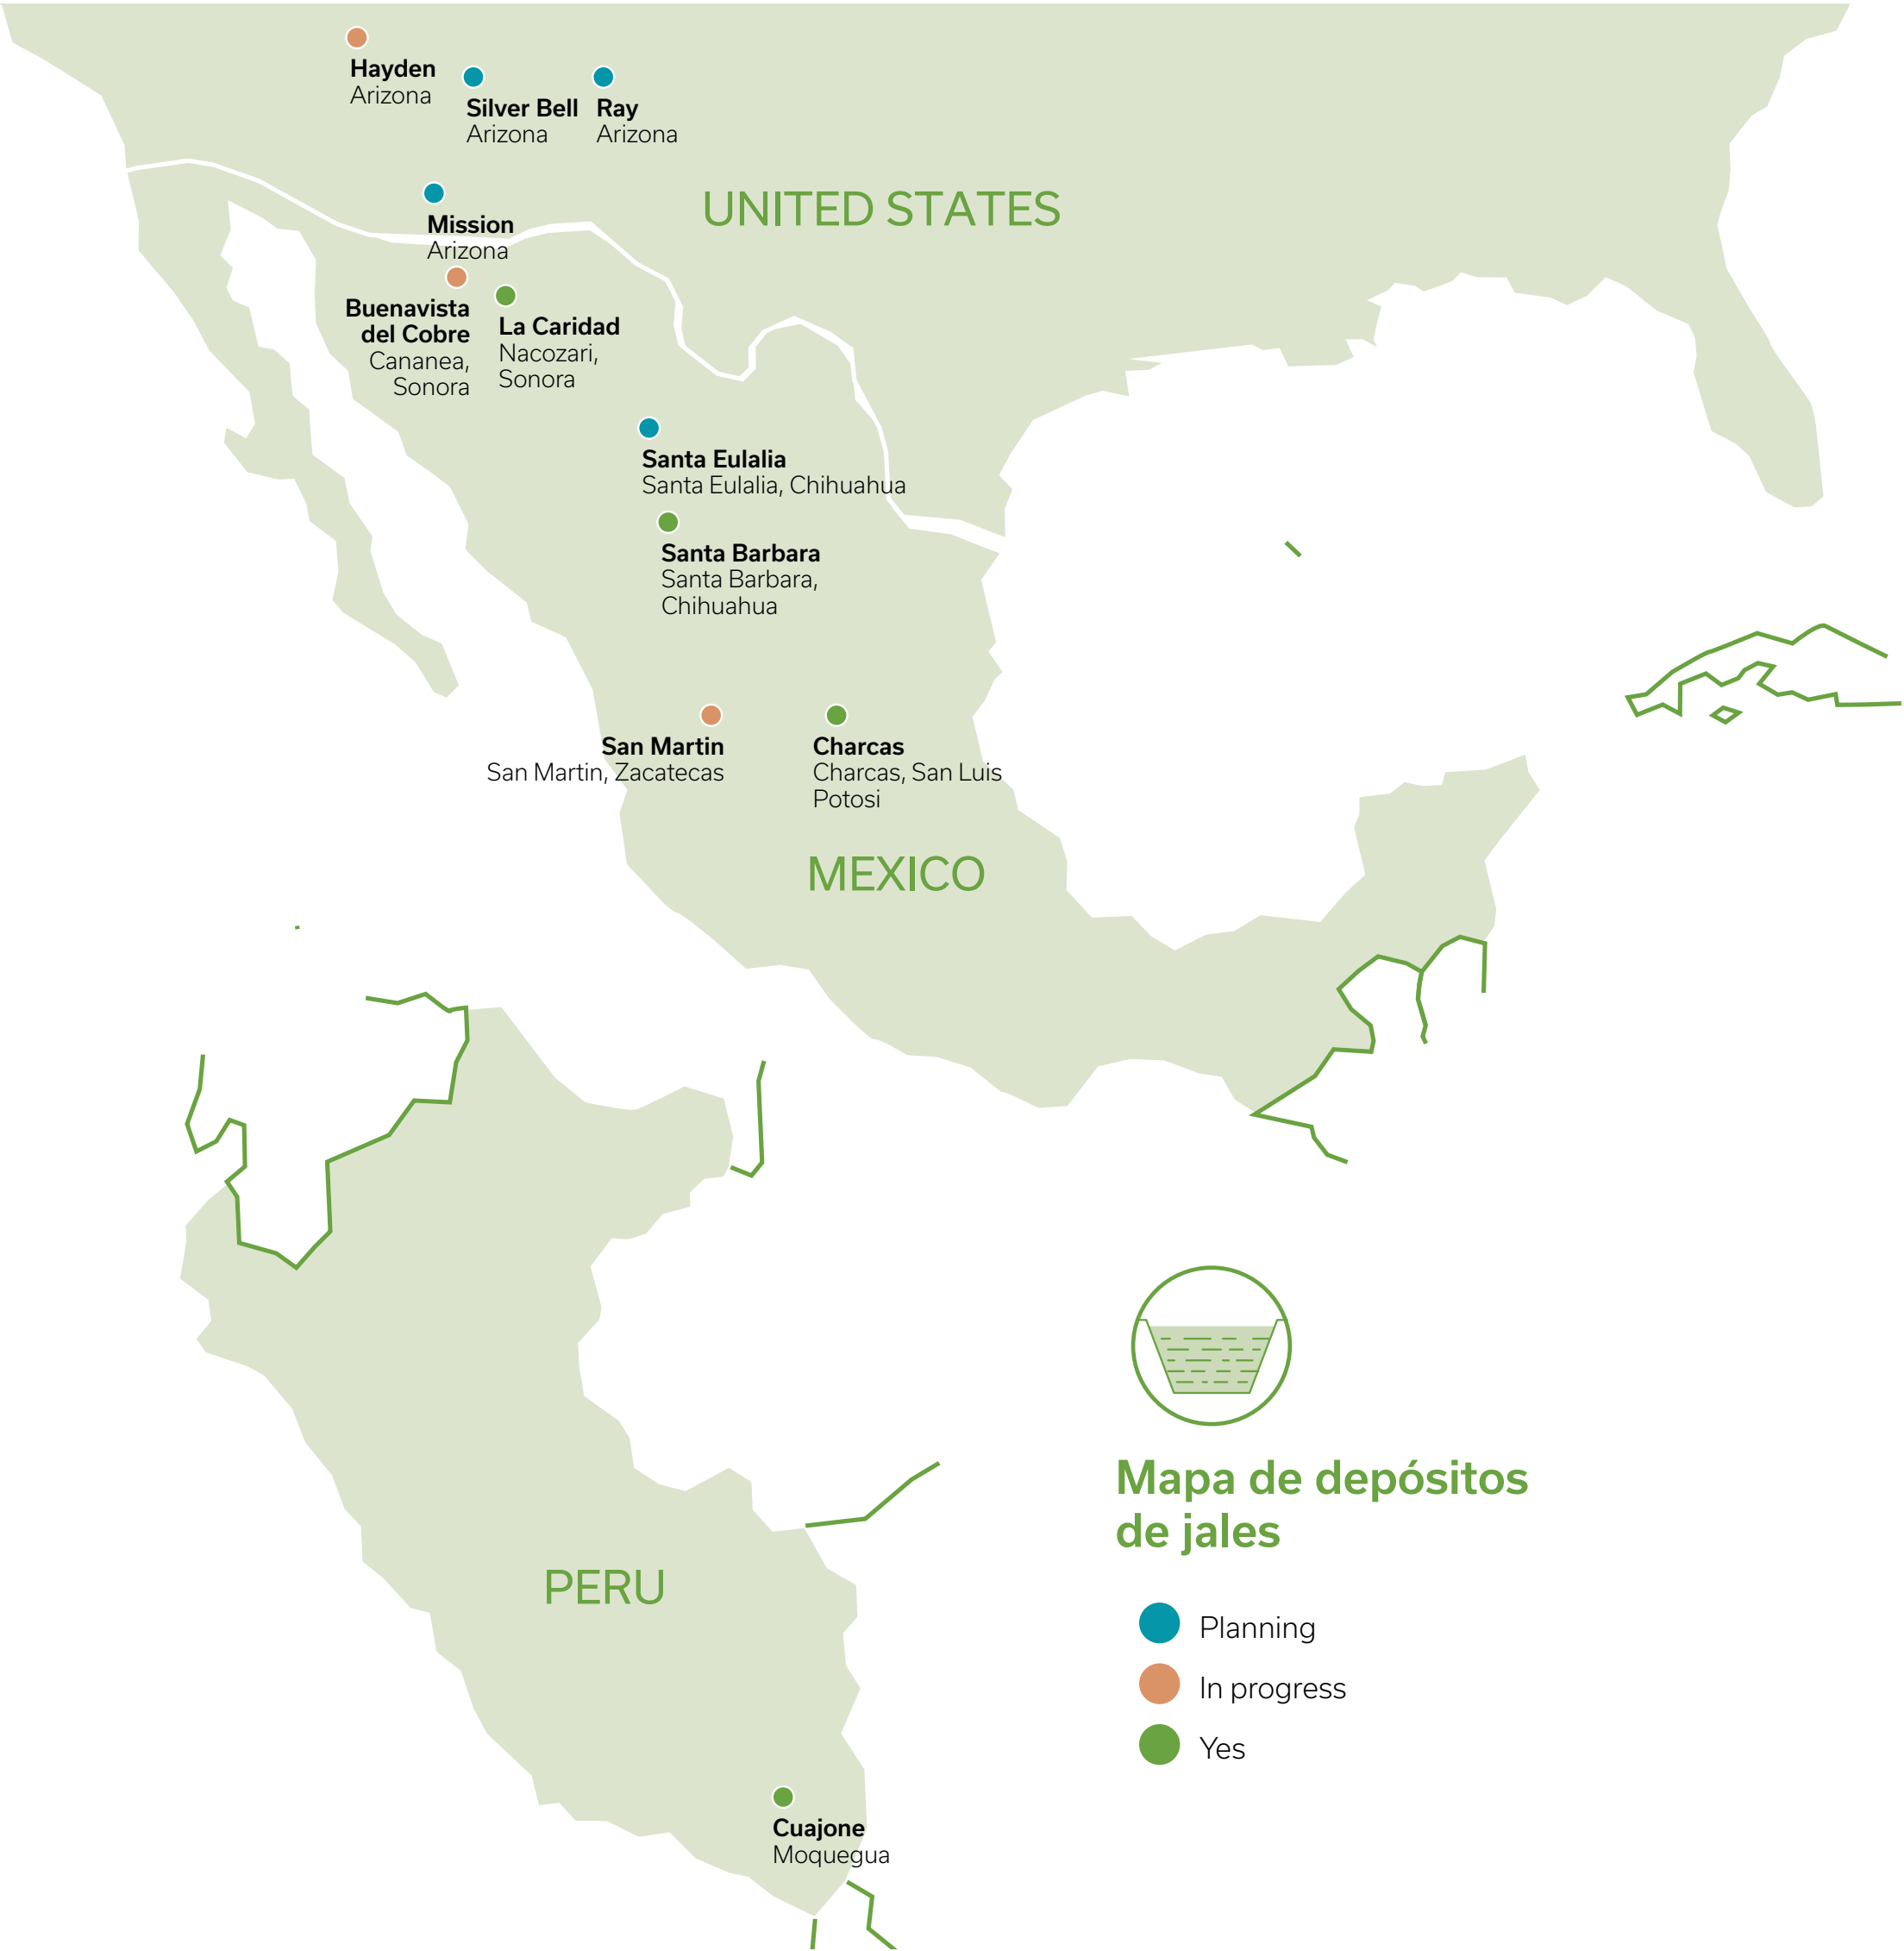 Hayden
Arizona
Silver Bell
Arizona
Ray
Arizona
UNITED STATES
Mission
Arizona
Buenavista
del Cobre
Cananea,
Sonora
La Caridad
Nacozari,
Sonora
Santa Eulalia
Santa Eulalia, Chihuahua
Santa Barbara
Santa Barbara,
Chihuahua
San Martin
San Martin, Zacatecas
Charcas
Charcas, San Luis
Potosi
MEXICO
Mapa de depósitos
de jales
PERU
Planning
In progress
Yes
Cuajone
Moquegua